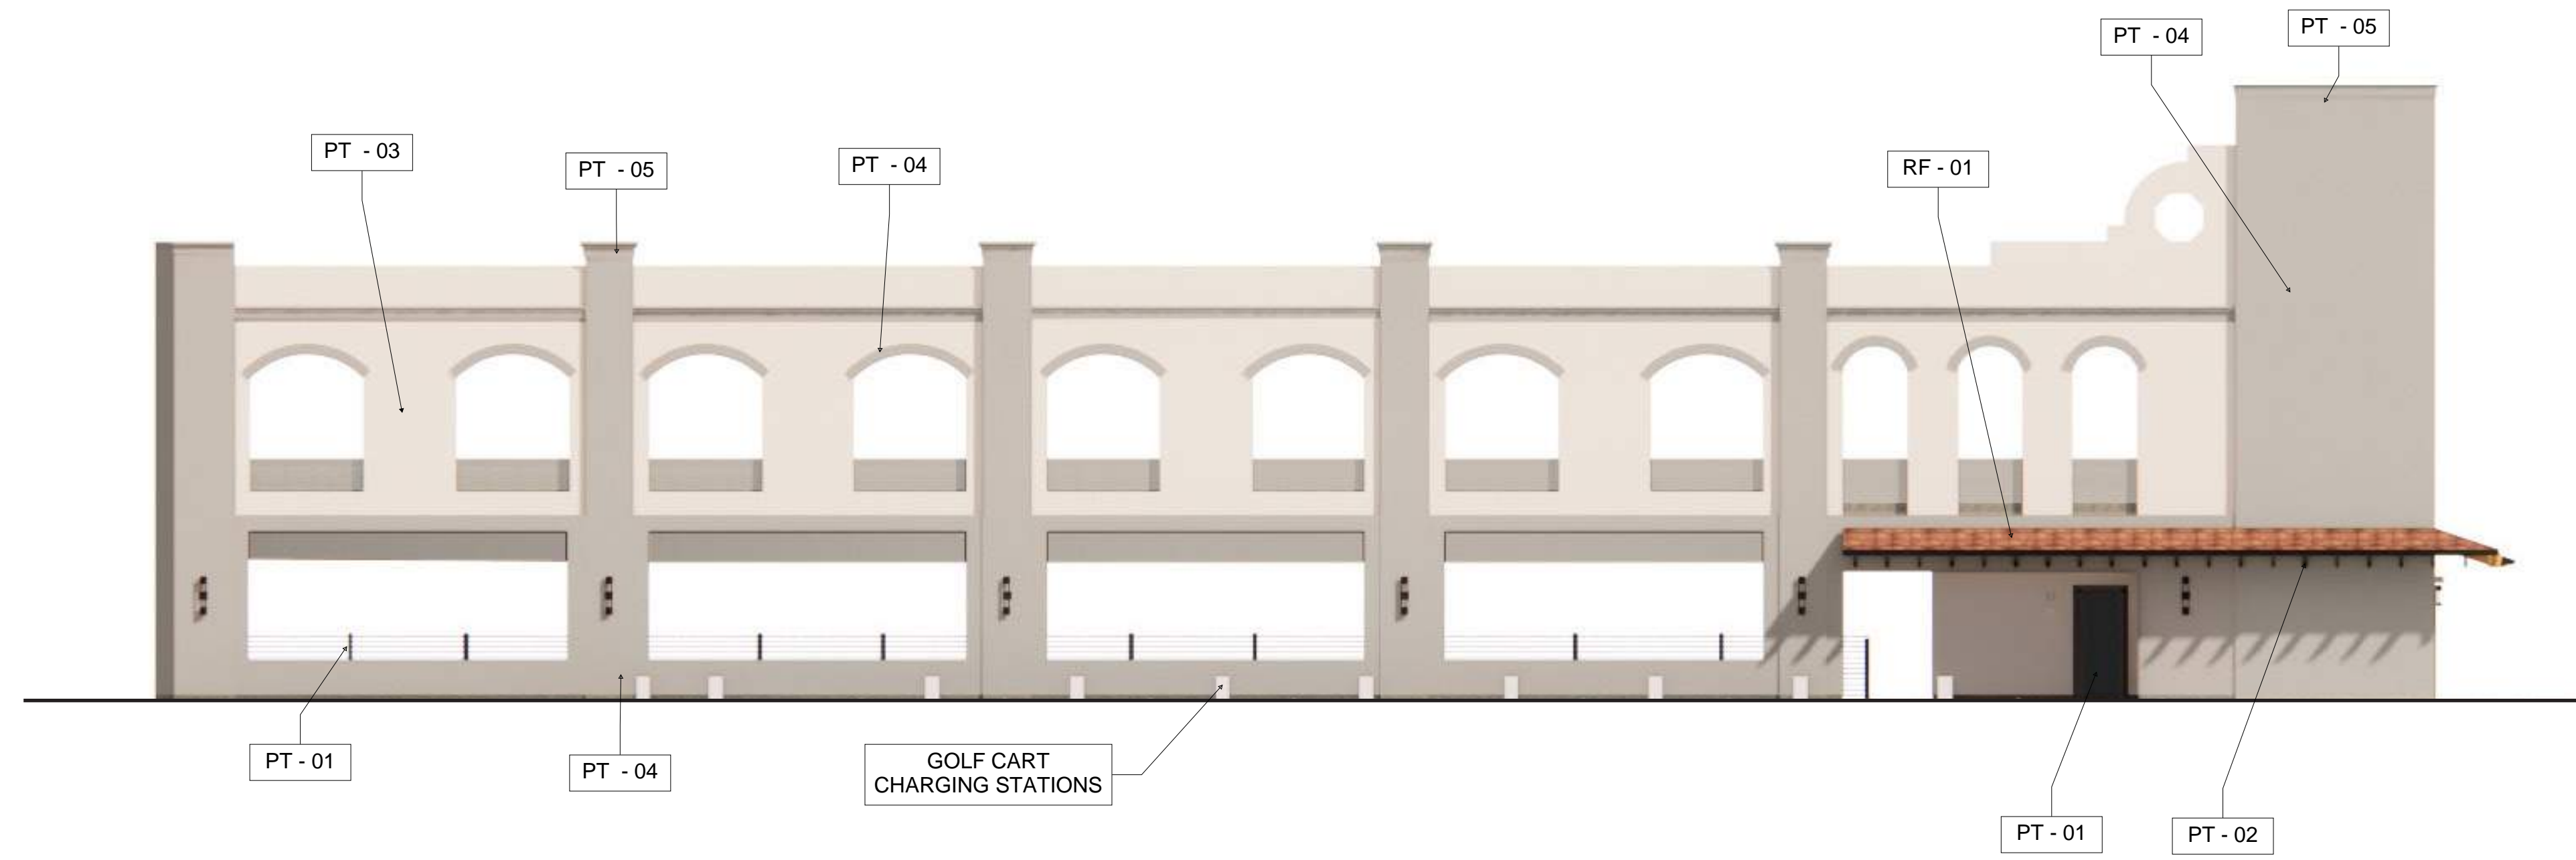 PT - 05
PT - 04
PT - 03
PT - 05
PT - 04
RF - 01
PT - 01
PT - 04
GOLF CART
CHARGING STATIONS
PT - 01
PT - 02